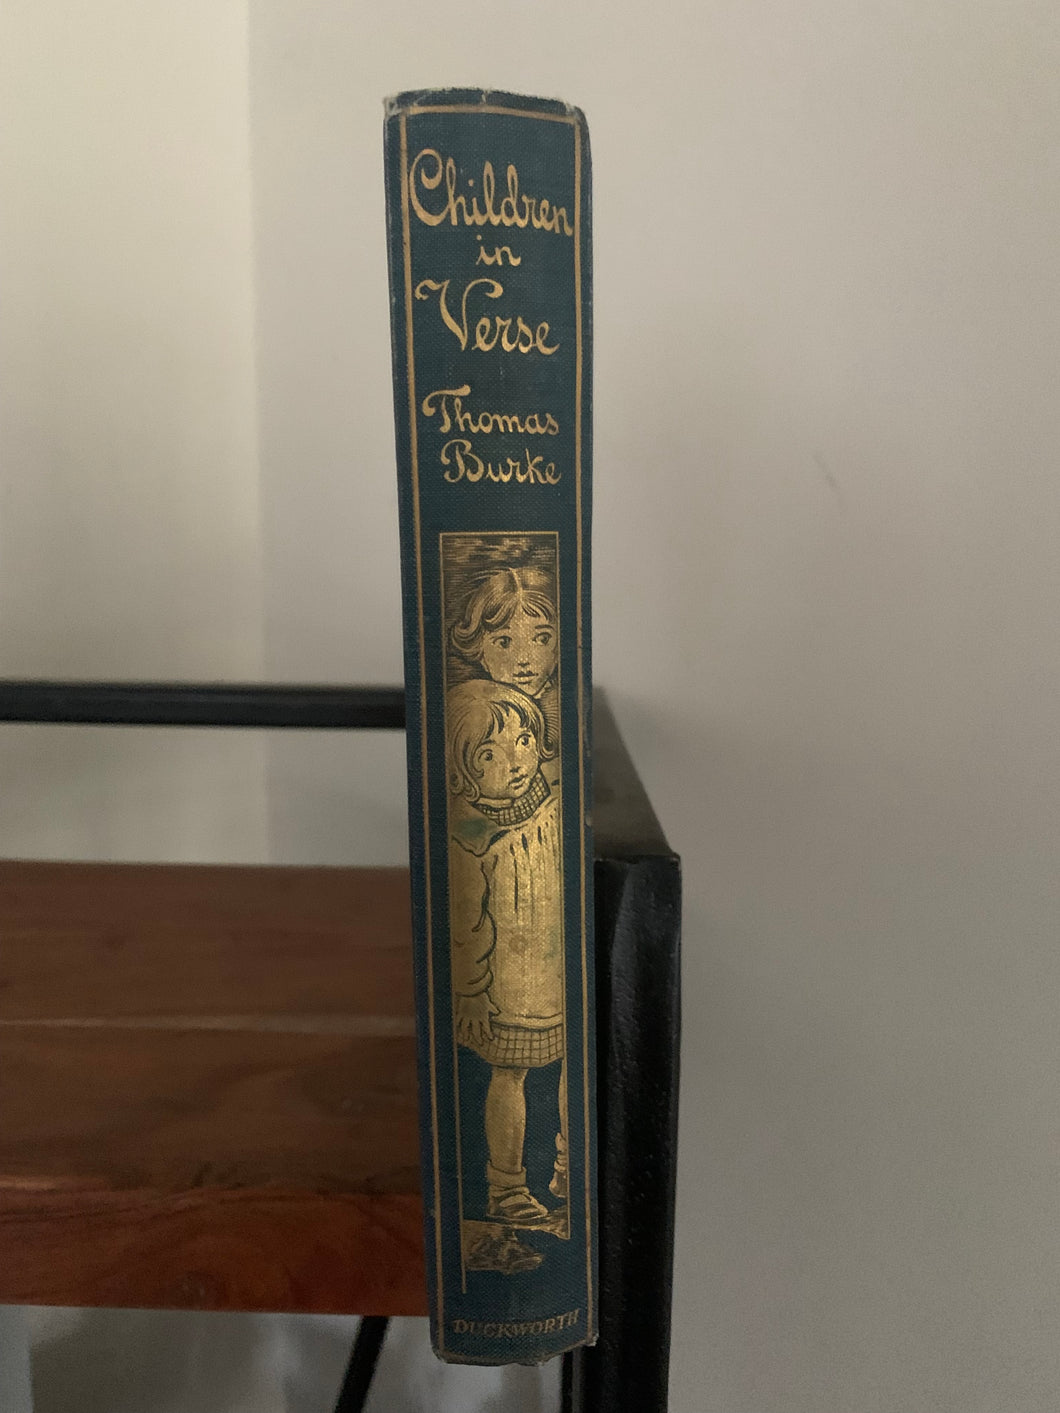 Children
in
Verse
Thomas
Burke
DUCKWORTH